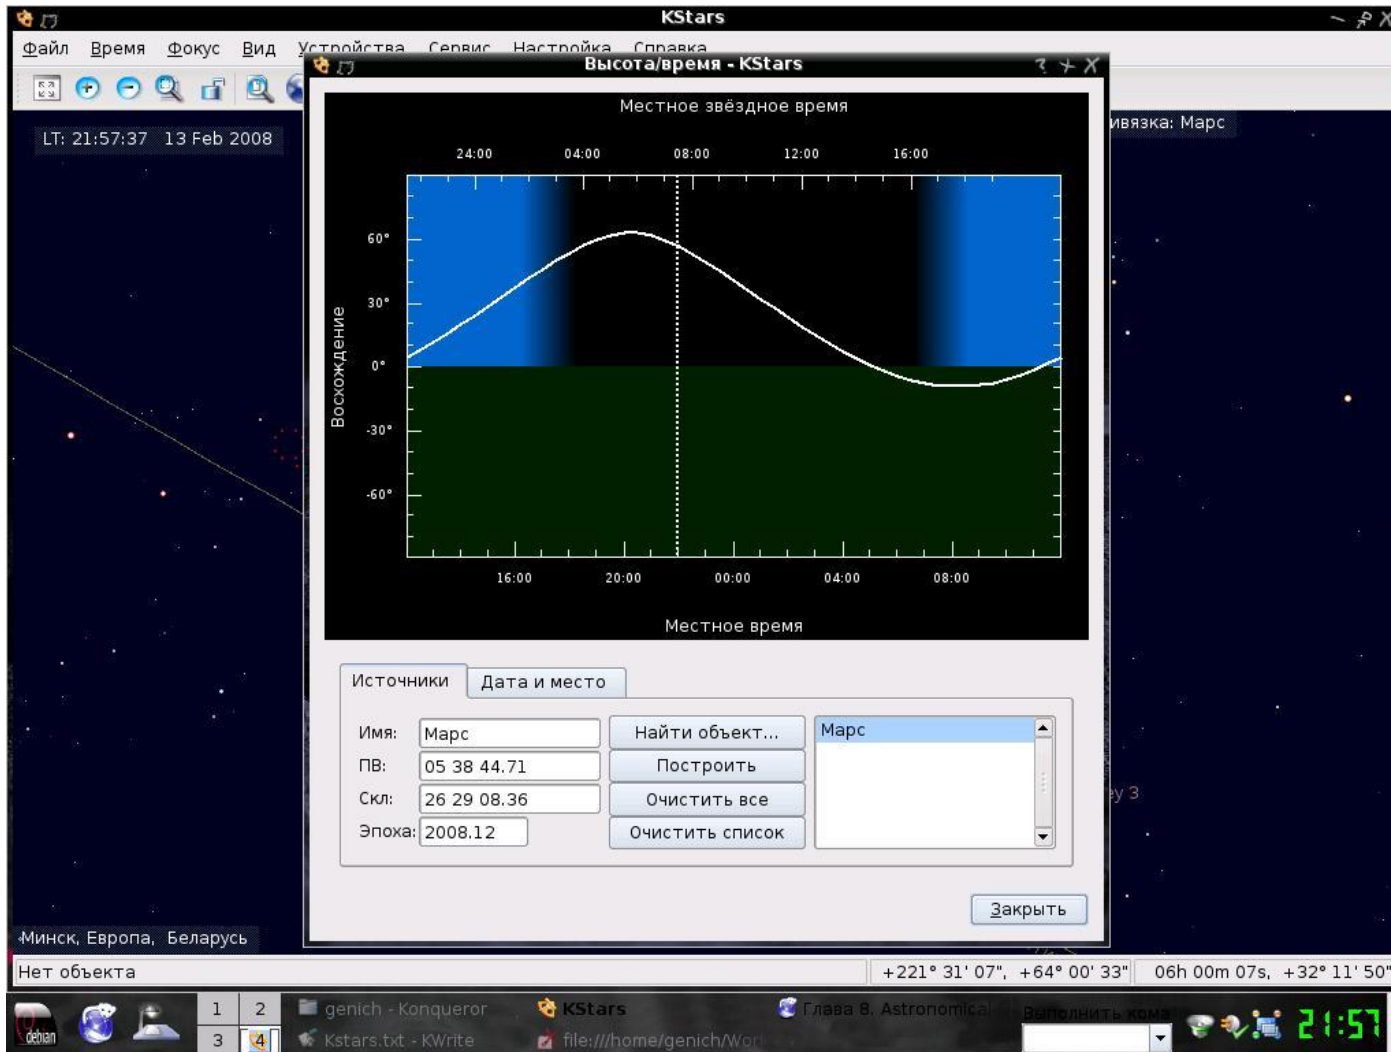 KStars
Файл Время Фокус Вид Устройства Сервис Настройка Справка
Высота/время - KStars
LT: 21:57:37 13 Feb 2008
ивязка: Марс
Местное звёздное время
24:00 04:00 08:00 12:00 16:00
60°
30°
0°
-30°
-60°
Восхождение
16:00 20:00 00:00 04:00 08:00
Местное время
Источники Дата и место
Имя: Марс Найти объект... Марс
ПВ: 05 38 44.71 Построить
Скл: 26 29 08.36 Очистить все
Эпоха: 2008.12 Очистить список
ey 3
Закрыть
Минск, Европа, Беларусь
Нет объекта +221° 31' 07", +64° 00' 33" 06h 00m 07s, +32° 11' 50"
debian 1 2 genich - Konqueror KStars Глава 8. Astronomical Выполнить кома 21:57
3 4 Kstars.txt - KWrite file:///home/genich/Wor